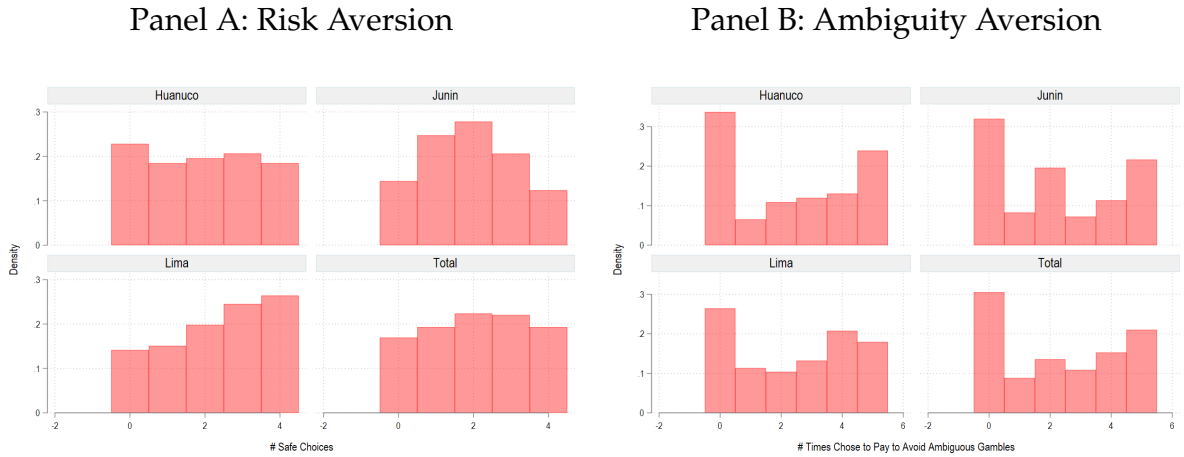 Panel A: Risk Aversion
Huanuco
Junin
.3
.2
.1
0
Lima
Total
.3
.2
.1
0
-2 0 2 4
-2 0 2 4
Density
# Safe Choices
Panel B: Ambiguity Aversion
Huanuco
Junin
.3
.2
.1
0
Lima
Total
.3
.2
.1
0
-2 0 2 4 6
-2 0 2 4 6
Density
# Times Chose to Pay to Avoid Ambiguous Gambles